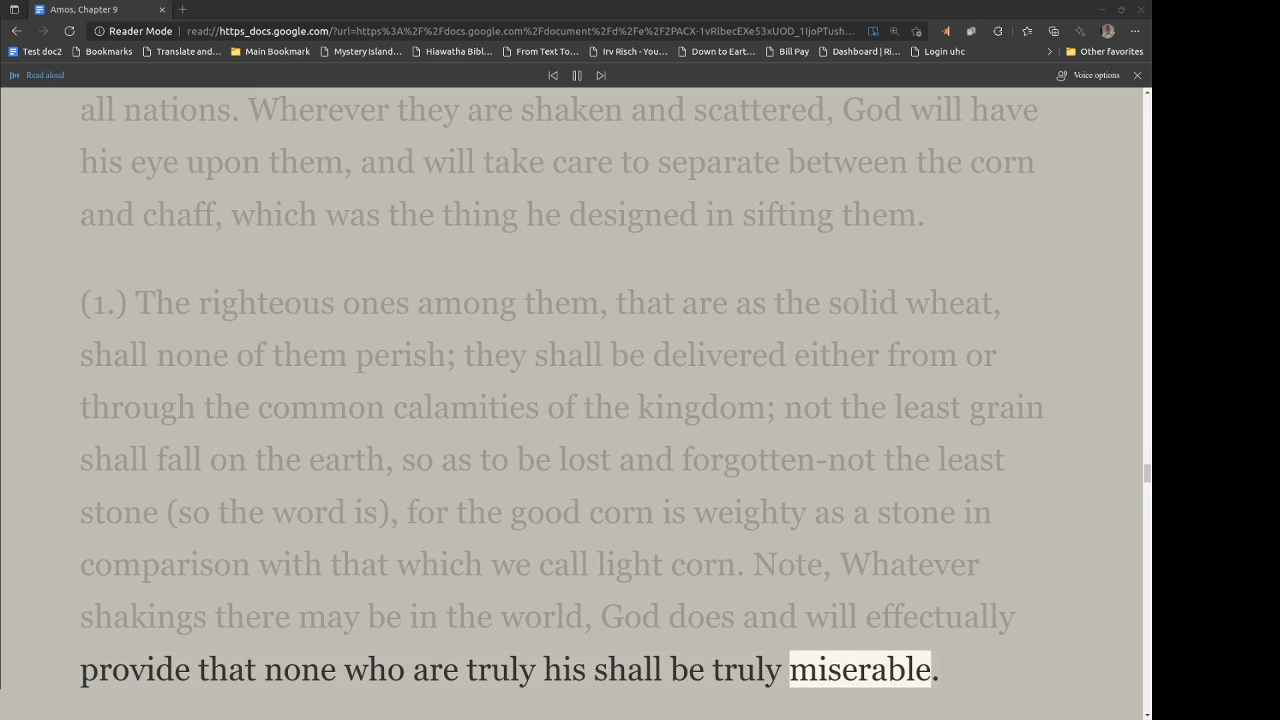 Amos, Chapter 9
Reader Mode read://https_docs.google.com/?url=https%3A%2F%2Fdocs.google.com%2Fdocument%2Fd%2Fe%2F2PACX-1vRlbecEXe53xUOD_1IjoPTush...
Test doc2 Bookmarks Translate and... Main Bookmark Mystery Island... Hiawatha Bibl... From Text To... Irv Risch - You... Down to Eart... Bill Pay Dashboard | Ri... Login uhc Other favorites
Read aloud Voice options
all nations. Wherever they are shaken and scattered, God will have
his eye upon them, and will take care to separate between the corn
and chaff, which was the thing he designed in sifting them.
(1.) The righteous ones among them, that are as the solid wheat,
shall none of them perish; they shall be delivered either from or
through the common calamities of the kingdom; not the least grain
shall fall on the earth, so as to be lost and forgotten-not the least
stone (so the word is), for the good corn is weighty as a stone in
comparison with that which we call light corn. Note, Whatever
shakings there may be in the world, God does and will effectually
provide that none who are truly his shall be truly miserable.